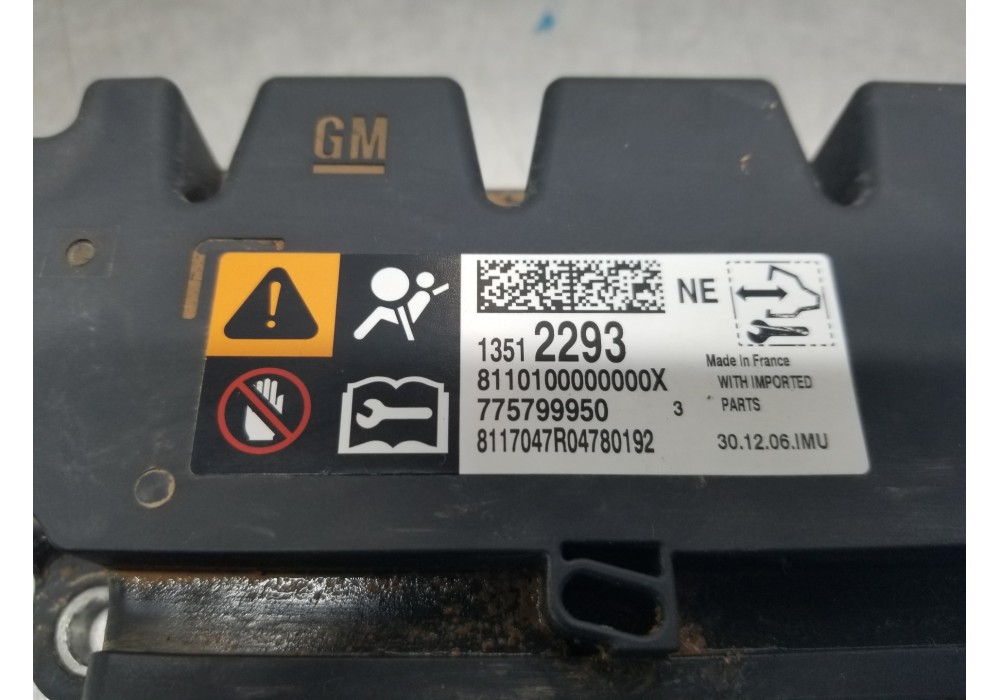 GM
NE
1351 2293
8110100000000X
775799950 3
8117047R04780192
Made in France
WITH IMPORTED
PARTS
30.12.06.IMU